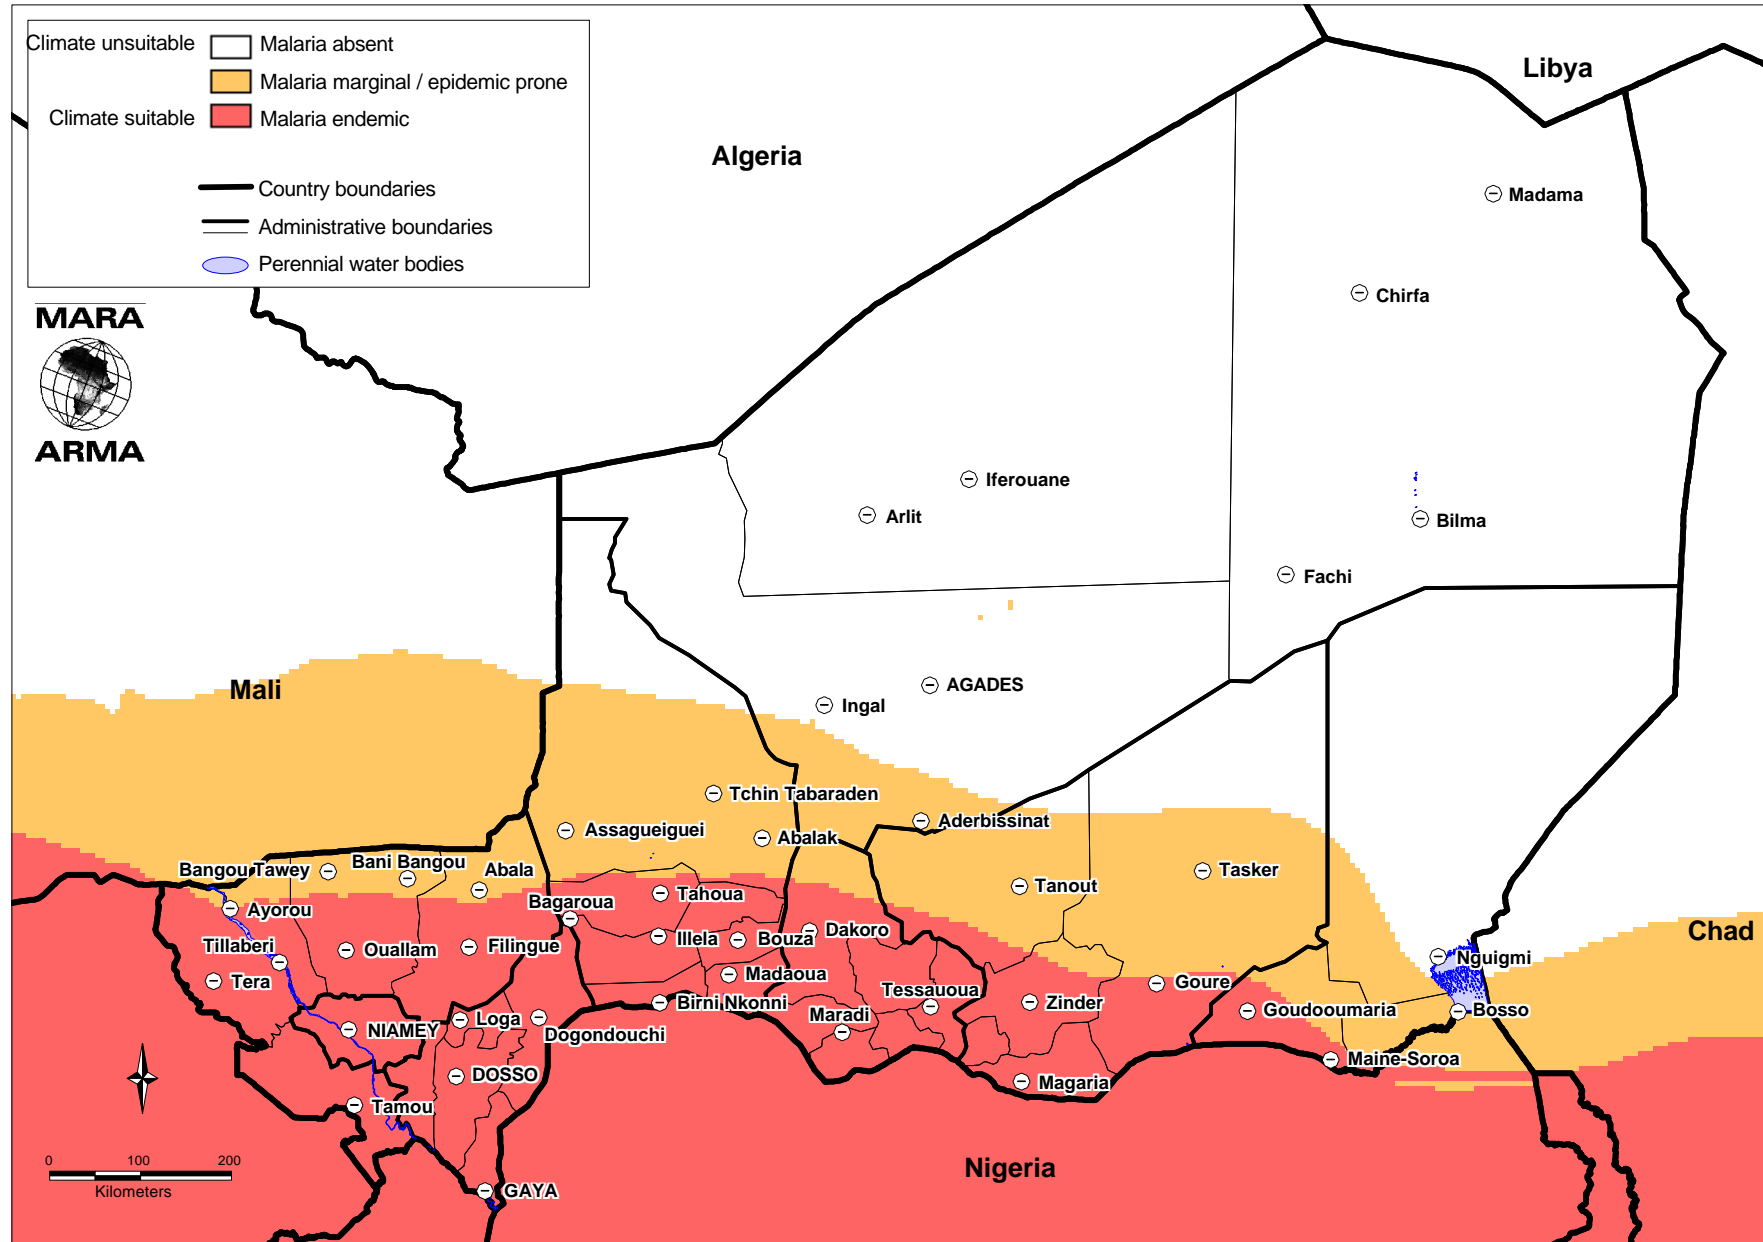 Climate unsuitable
Malaria absent
Malaria marginal / epidemic prone
Climate suitable
Malaria endemic
Country boundaries
Administrative boundaries
Perennial water bodies
MARA
ARMA
Libya
Algeria
Madama
Chirfa
Iferouane
Arlit
Bilma
Fachi
Mali
AGADES
Ingal
Tchin Tabaraden
Assagueiguei
Abalak
Aderbissinat
Bangou Tawey
Bani Bangou
Abala
Tanout
Tasker
Ayorou
Bagaroua
Tahoua
Tillaberi
Ouallam
Filingue
Illela
Bouza
Dakoro
Chad
Nguigmi
Tera
Madaoua
Goure
Birni Nkonni
Tessauoua
Zinder
Goudooumaria
Bosso
NIAMEY
Loga
Dogondouchi
Maradi
Maine-Soroa
DOSSO
Magaria
Tamou
Nigeria
GAYA
0 100 200
Kilometers